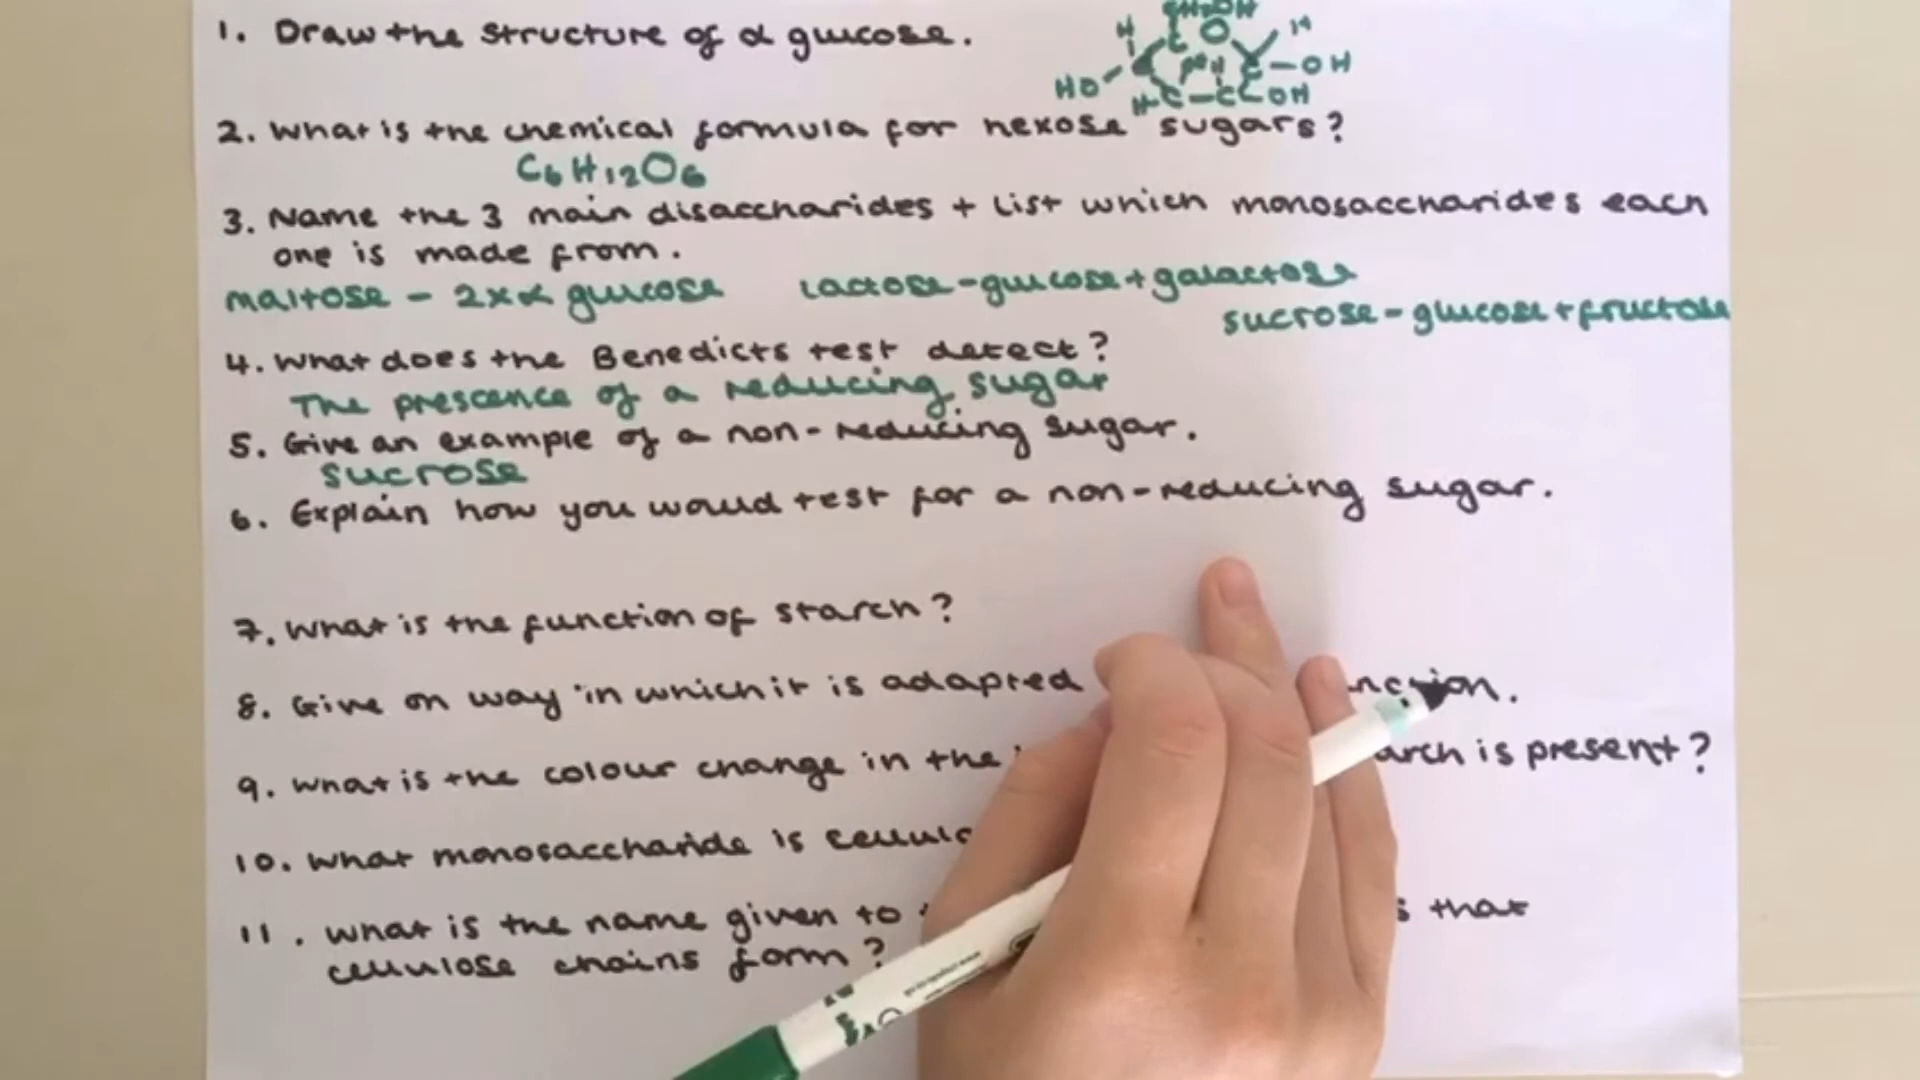 1. Draw the structure of α glucose.
CH2OH
H O H
HO C OH H C OH
H C C OH
H
2. What is the chemical formula for hexose sugars?
C6H12O6
3. Name the 3 main disaccharides + list which monosaccharides each
one is made from.
maltose - 2x α glucose lactose - glucose + galactose
sucrose - glucose + fructose
4. What does the Benedicts test detect?
The prescence of a reducing sugar
5. Give an example of a non-reducing sugar.
sucrose
6. Explain how you would test for a non-reducing sugar.
7. What is the function of starch?
8. Give on way in which it is adapted
9. What is the colour change in the is present?
10. What monosaccharide is
11. What is the name given to that
cellulose chains form?